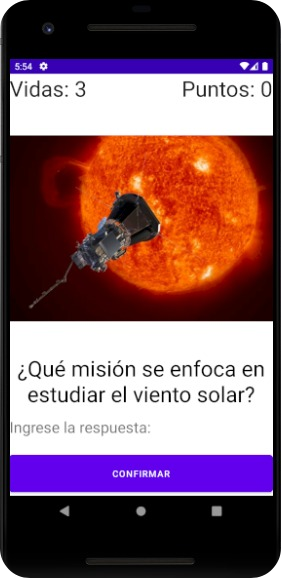 5:54
Vidas: 3 Puntos: 0
¿Qué misión se enfoca en
estudiar el viento solar?
Ingrese la respuesta:
CONFIRMAR